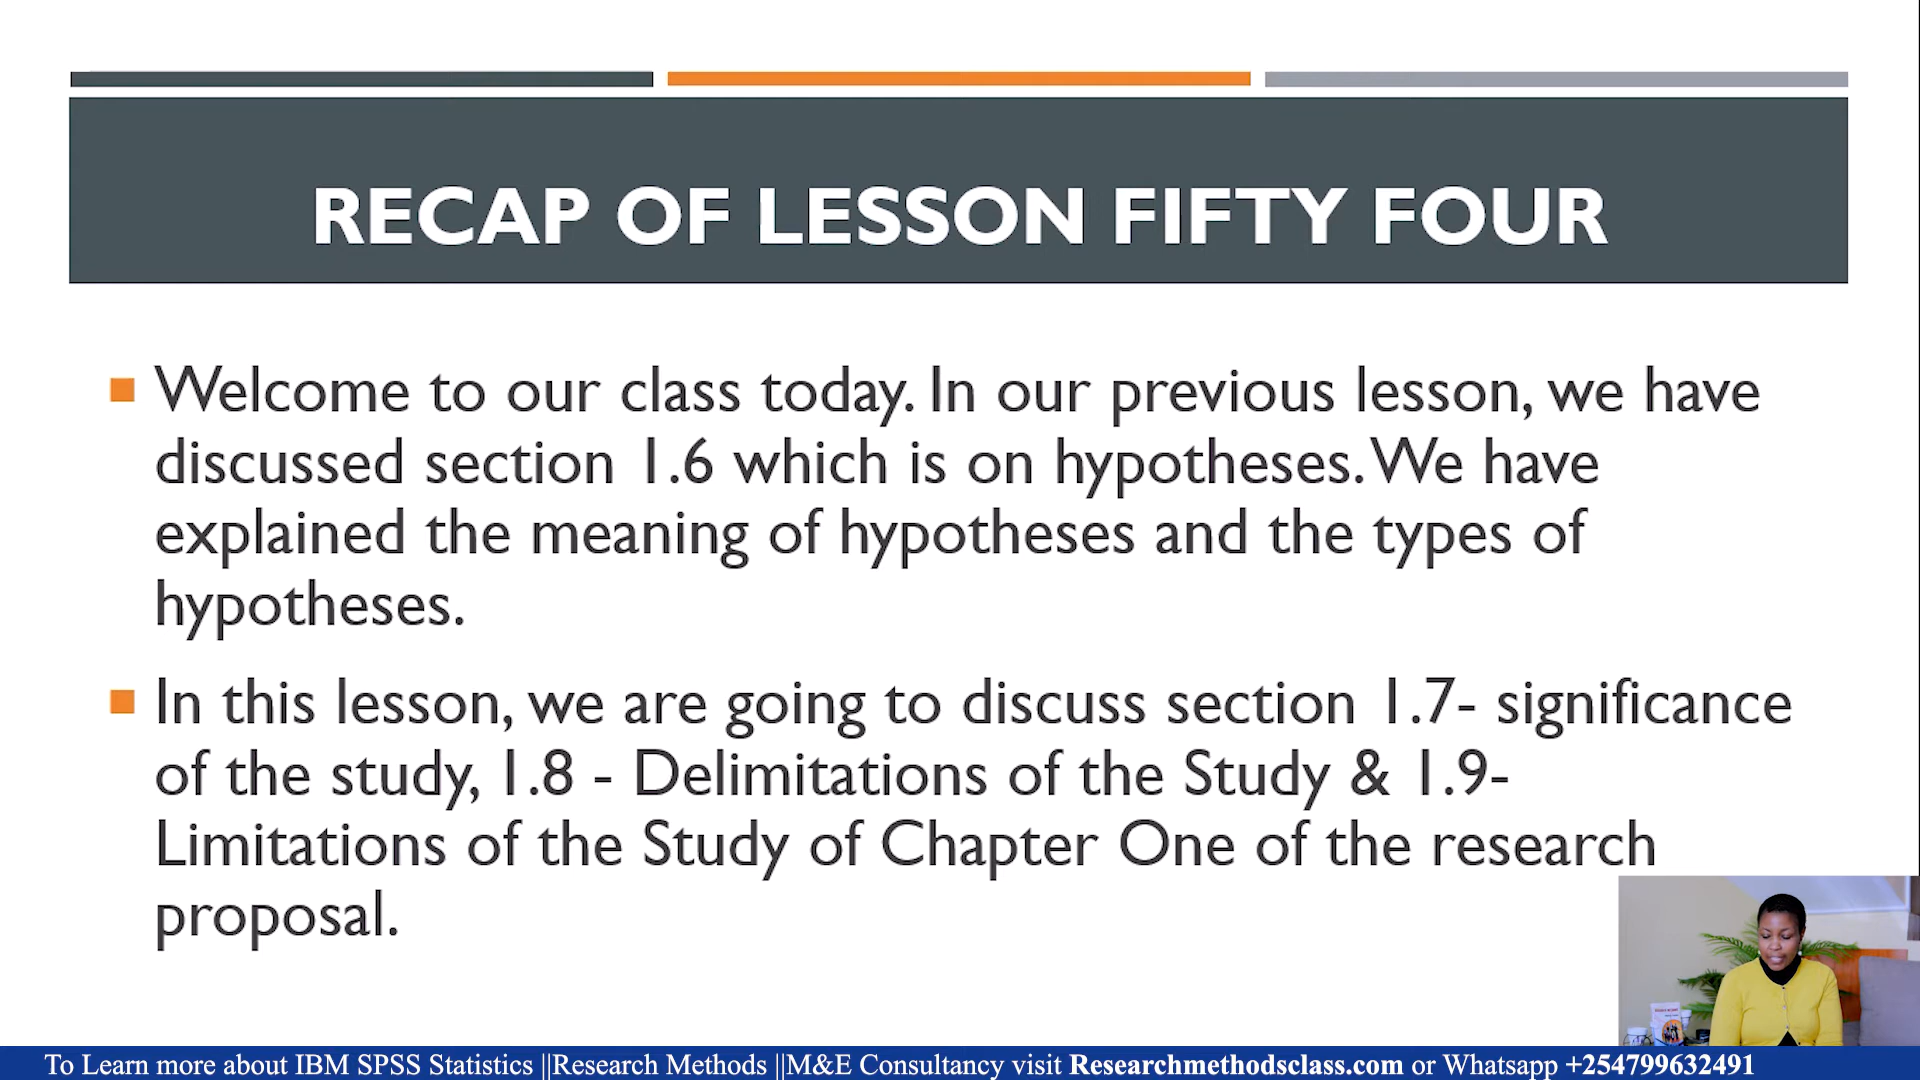 RECAP OF LESSON FIFTY FOUR
Welcome to our class today. In our previous lesson, we have
discussed section 1.6 which is on hypotheses. We have
explained the meaning of hypotheses and the types of
hypotheses.
In this lesson, we are going to discuss section 1.7- significance
of the study, 1.8 - Delimitations of the Study & 1.9-
Limitations of the Study of Chapter One of the research
proposal.
To Learn more about IBM SPSS Statistics ||Research Methods ||M&E Consultancy visit Researchmethodsclass.com or Whatsapp +254799632491